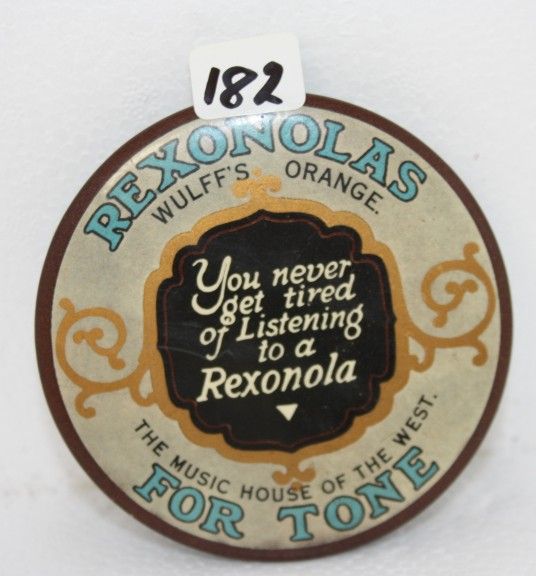 182
REXONOLAS
WULFF'S ORANGE.
You never
get tired
of Listening
to a
Rexonola
THE MUSIC HOUSE OF THE WEST.
FOR TONE